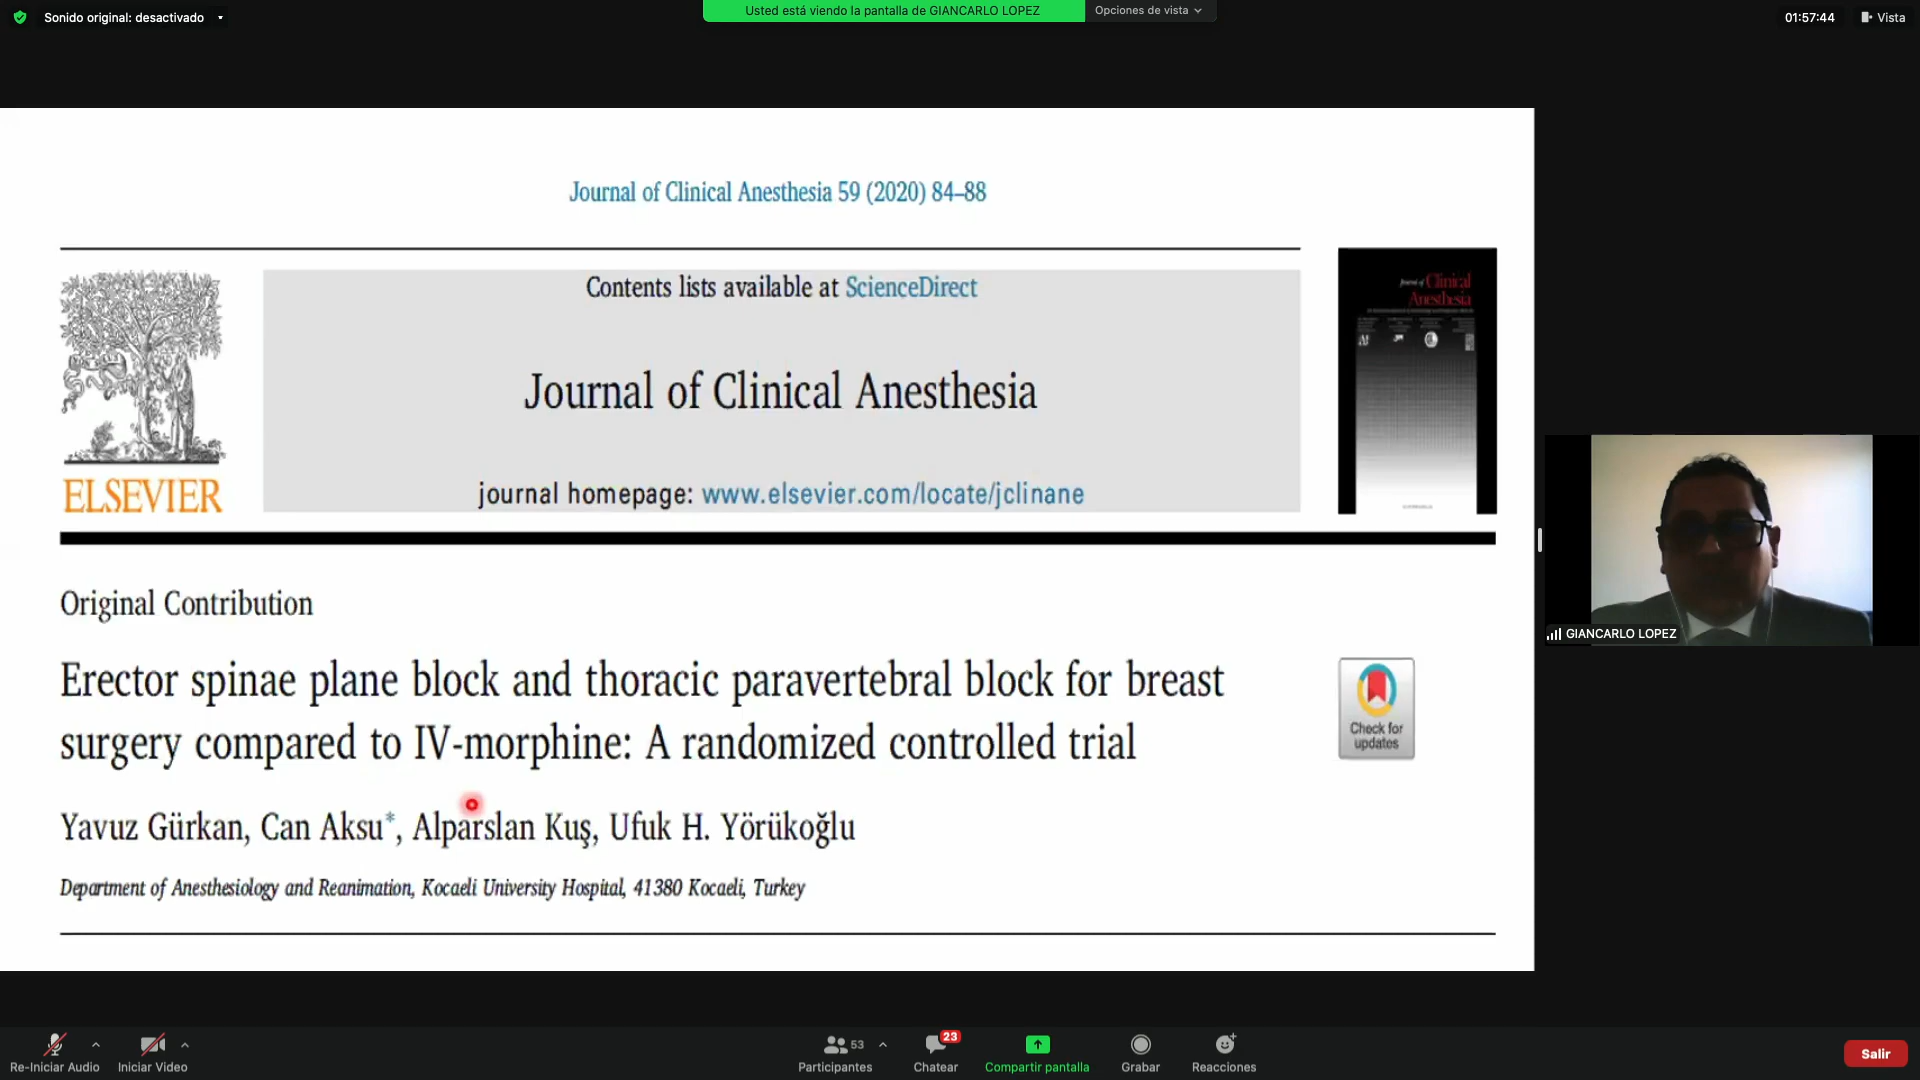 Sonido original: desactivado
Usted está viendo la pantalla de GIANCARLO LOPEZ
Opciones de vista
01:57:44
Vista
Journal of Clinical Anesthesia 59 (2020) 84–88
Contents lists available at ScienceDirect
Journal of Clinical Anesthesia
journal homepage: www.elsevier.com/locate/jclinane
ELSEVIER
Journal of Clinical
Anesthesia
Original Contribution
Erector spinae plane block and thoracic paravertebral block for breast
surgery compared to IV-morphine: A randomized controlled trial
Check for
updates
Yavuz Gürkan, Can Aksu*, Alparslan Kuş, Ufuk H. Yörükoğlu
Department of Anesthesiology and Reanimation, Kocaeli University Hospital, 41380 Kocaeli, Turkey
GIANCARLO LOPEZ
Re-Iniciar Audio
Iniciar Video
53
Participantes
23
Chatear
Compartir pantalla
Grabar
Reacciones
Salir